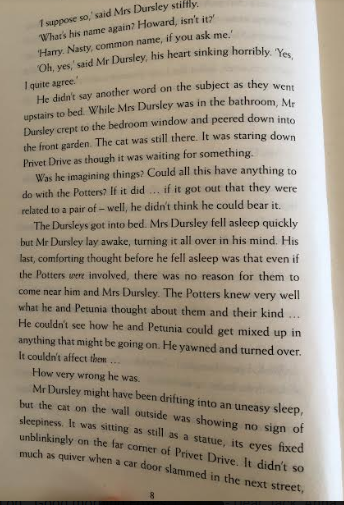 'I suppose so,' said Mrs Dursley stiffly.
'What's his name again? Howard, isn't it?'
'Harry. Nasty, common name, if you ask me.'
'Oh, yes,' said Mr Dursley, his heart sinking horribly. 'Yes,
I quite agree.'
He didn't say another word on the subject as they went
upstairs to bed. While Mrs Dursley was in the bathroom, Mr
Dursley crept to the bedroom window and peered down into
the front garden. The cat was still there. It was staring down
Privet Drive as though it was waiting for something.
Was he imagining things? Could all this have anything to
do with the Potters? If it did ... if it got out that they were
related to a pair of – well, he didn't think he could bear it.
The Dursleys got into bed. Mrs Dursley fell asleep quickly
but Mr Dursley lay awake, turning it all over in his mind. His
last, comforting thought before he fell asleep was that even if
the Potters were involved, there was no reason for them to
come near him and Mrs Dursley. The Potters knew very well
what he and Petunia thought about them and their kind ...
He couldn't see how he and Petunia could get mixed up in
anything that might be going on. He yawned and turned over.
It couldn't affect them ...
How very wrong he was.
Mr Dursley might have been drifting into an uneasy sleep,
but the cat on the wall outside was showing no sign of
sleepiness. It was sitting as still as a statue, its eyes fixed
unblinkingly on the far corner of Privet Drive. It didn't so
much as quiver when a car door slammed in the next street,
8